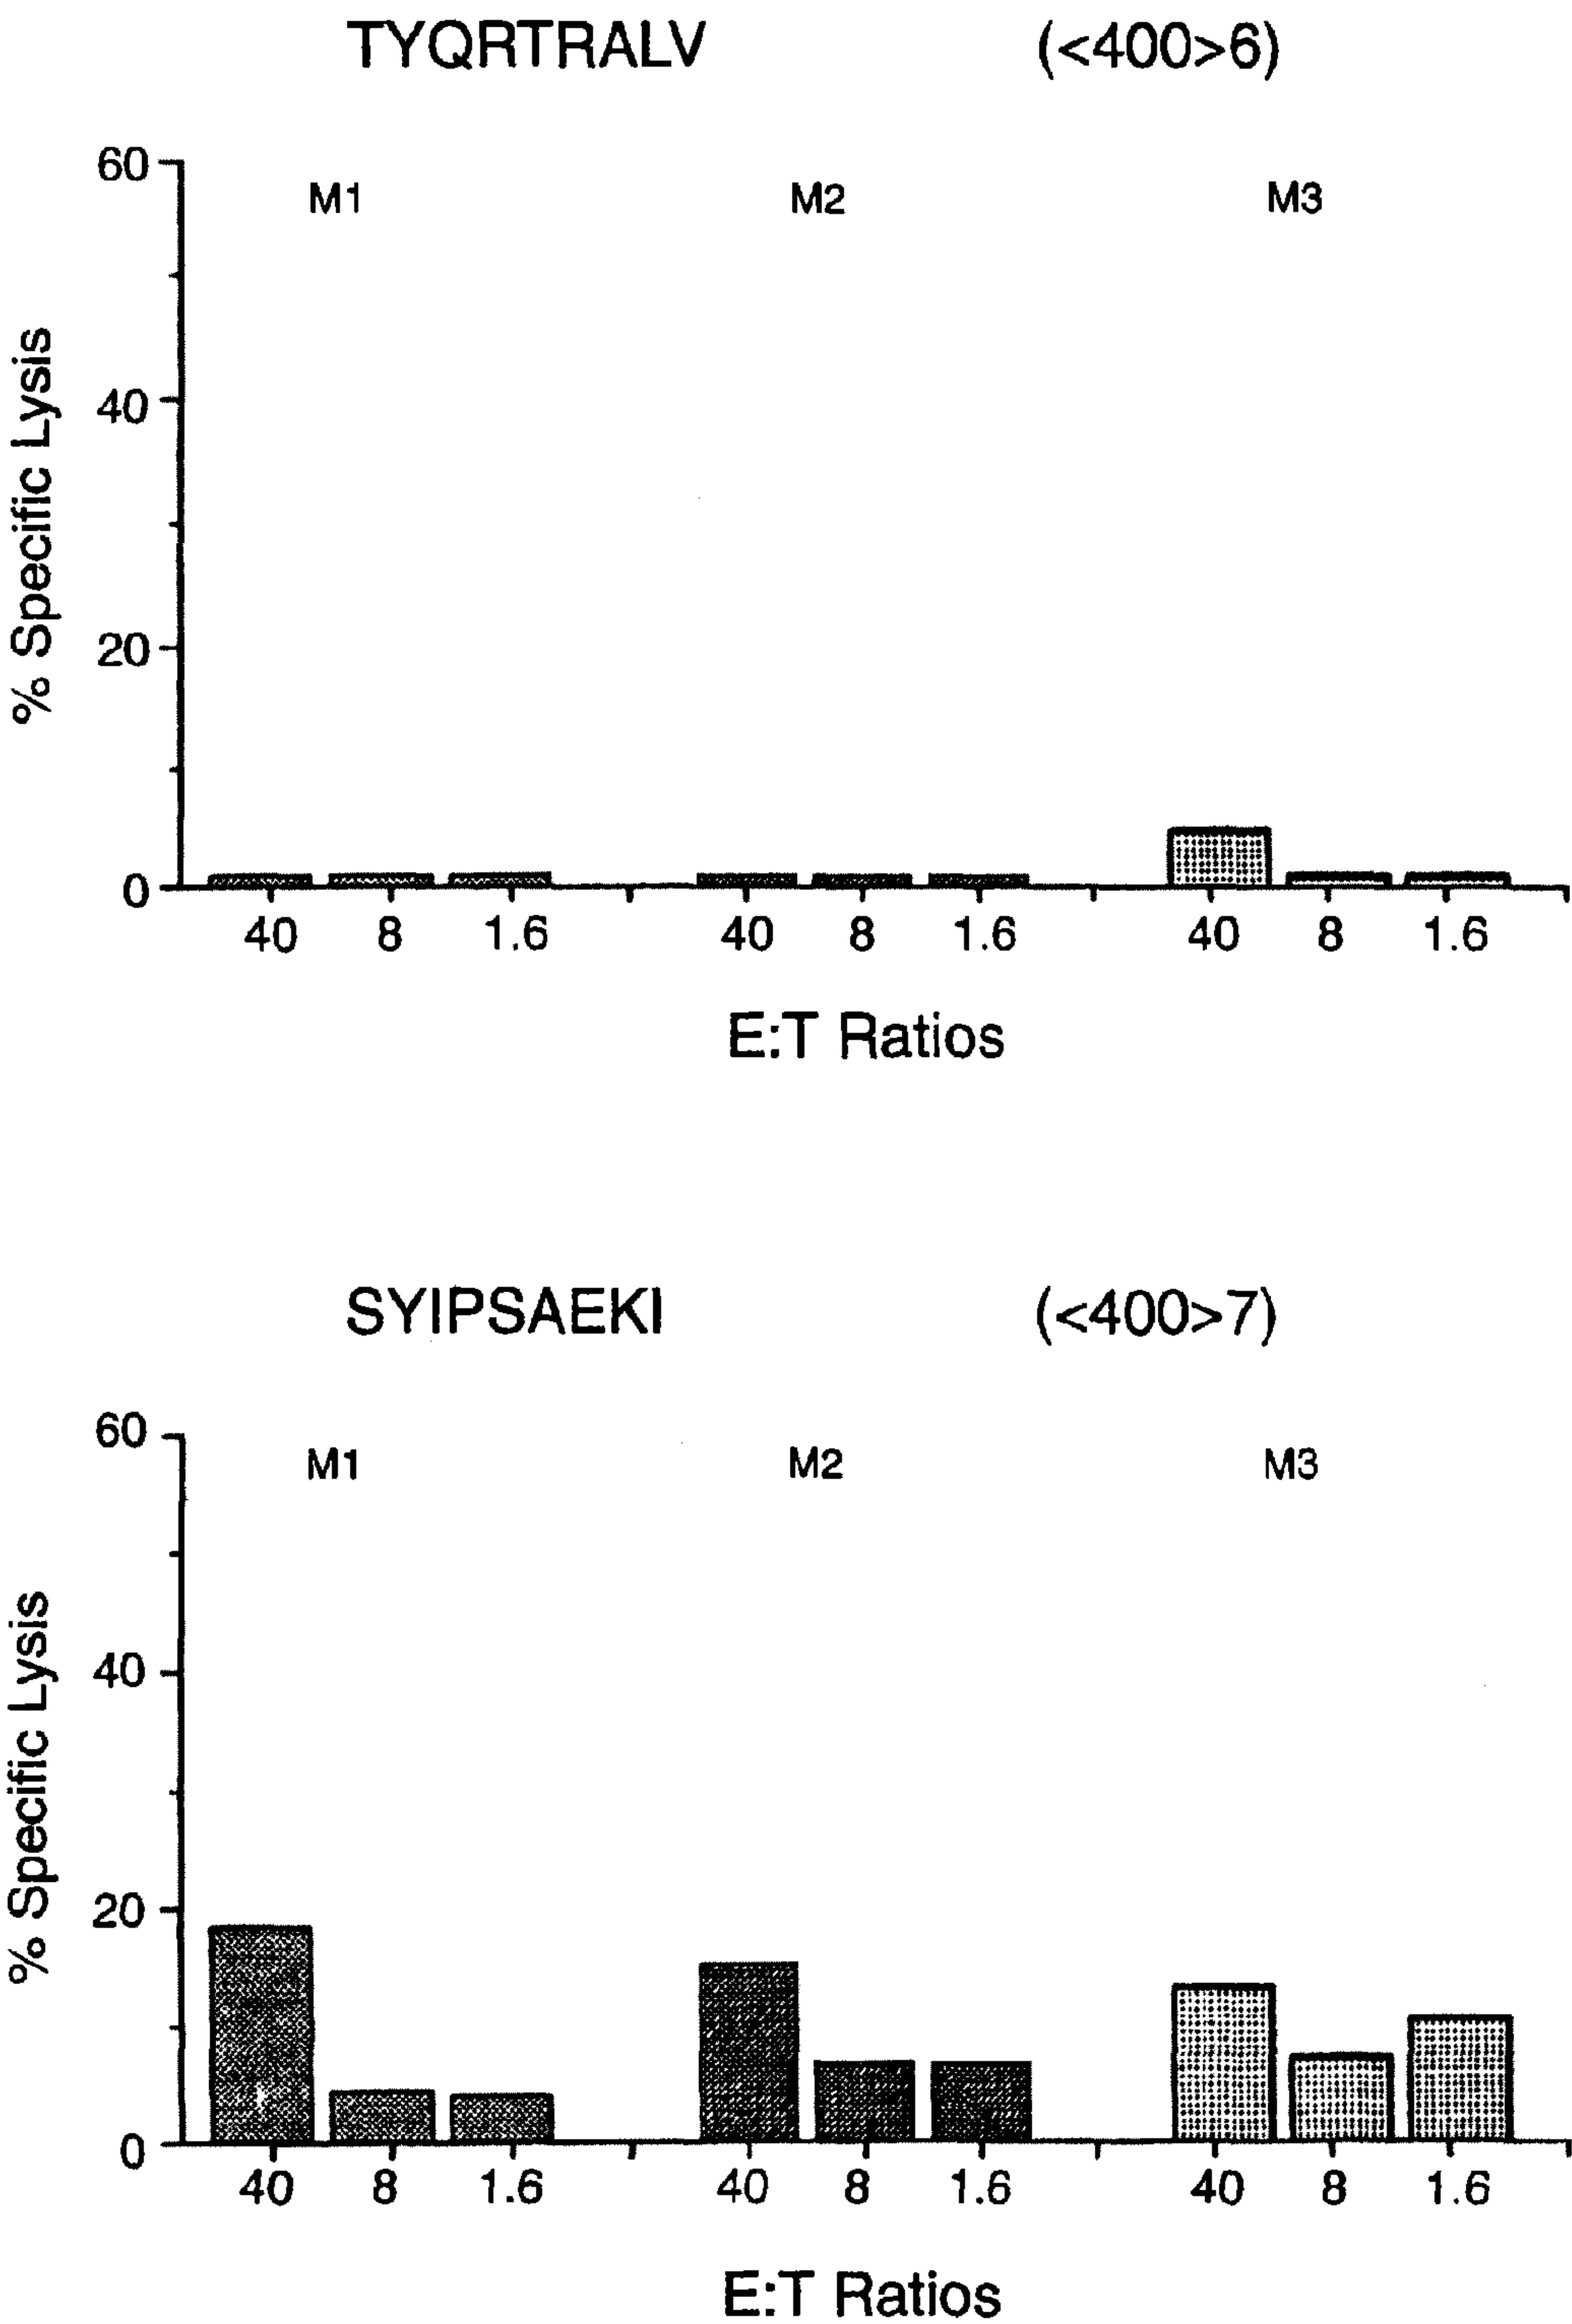 TYQRTRALV (<400>6)
60
M1 M2 M3
40
20
0
% Specific Lysis
40 8 1.6 40 8 1.6 40 8 1.6
E:T Ratios
SYIPSAEKI (<400>7)
60
M1 M2 M3
40
20
0
% Specific Lysis
40 8 1.6 40 8 1.6 40 8 1.6
E:T Ratios